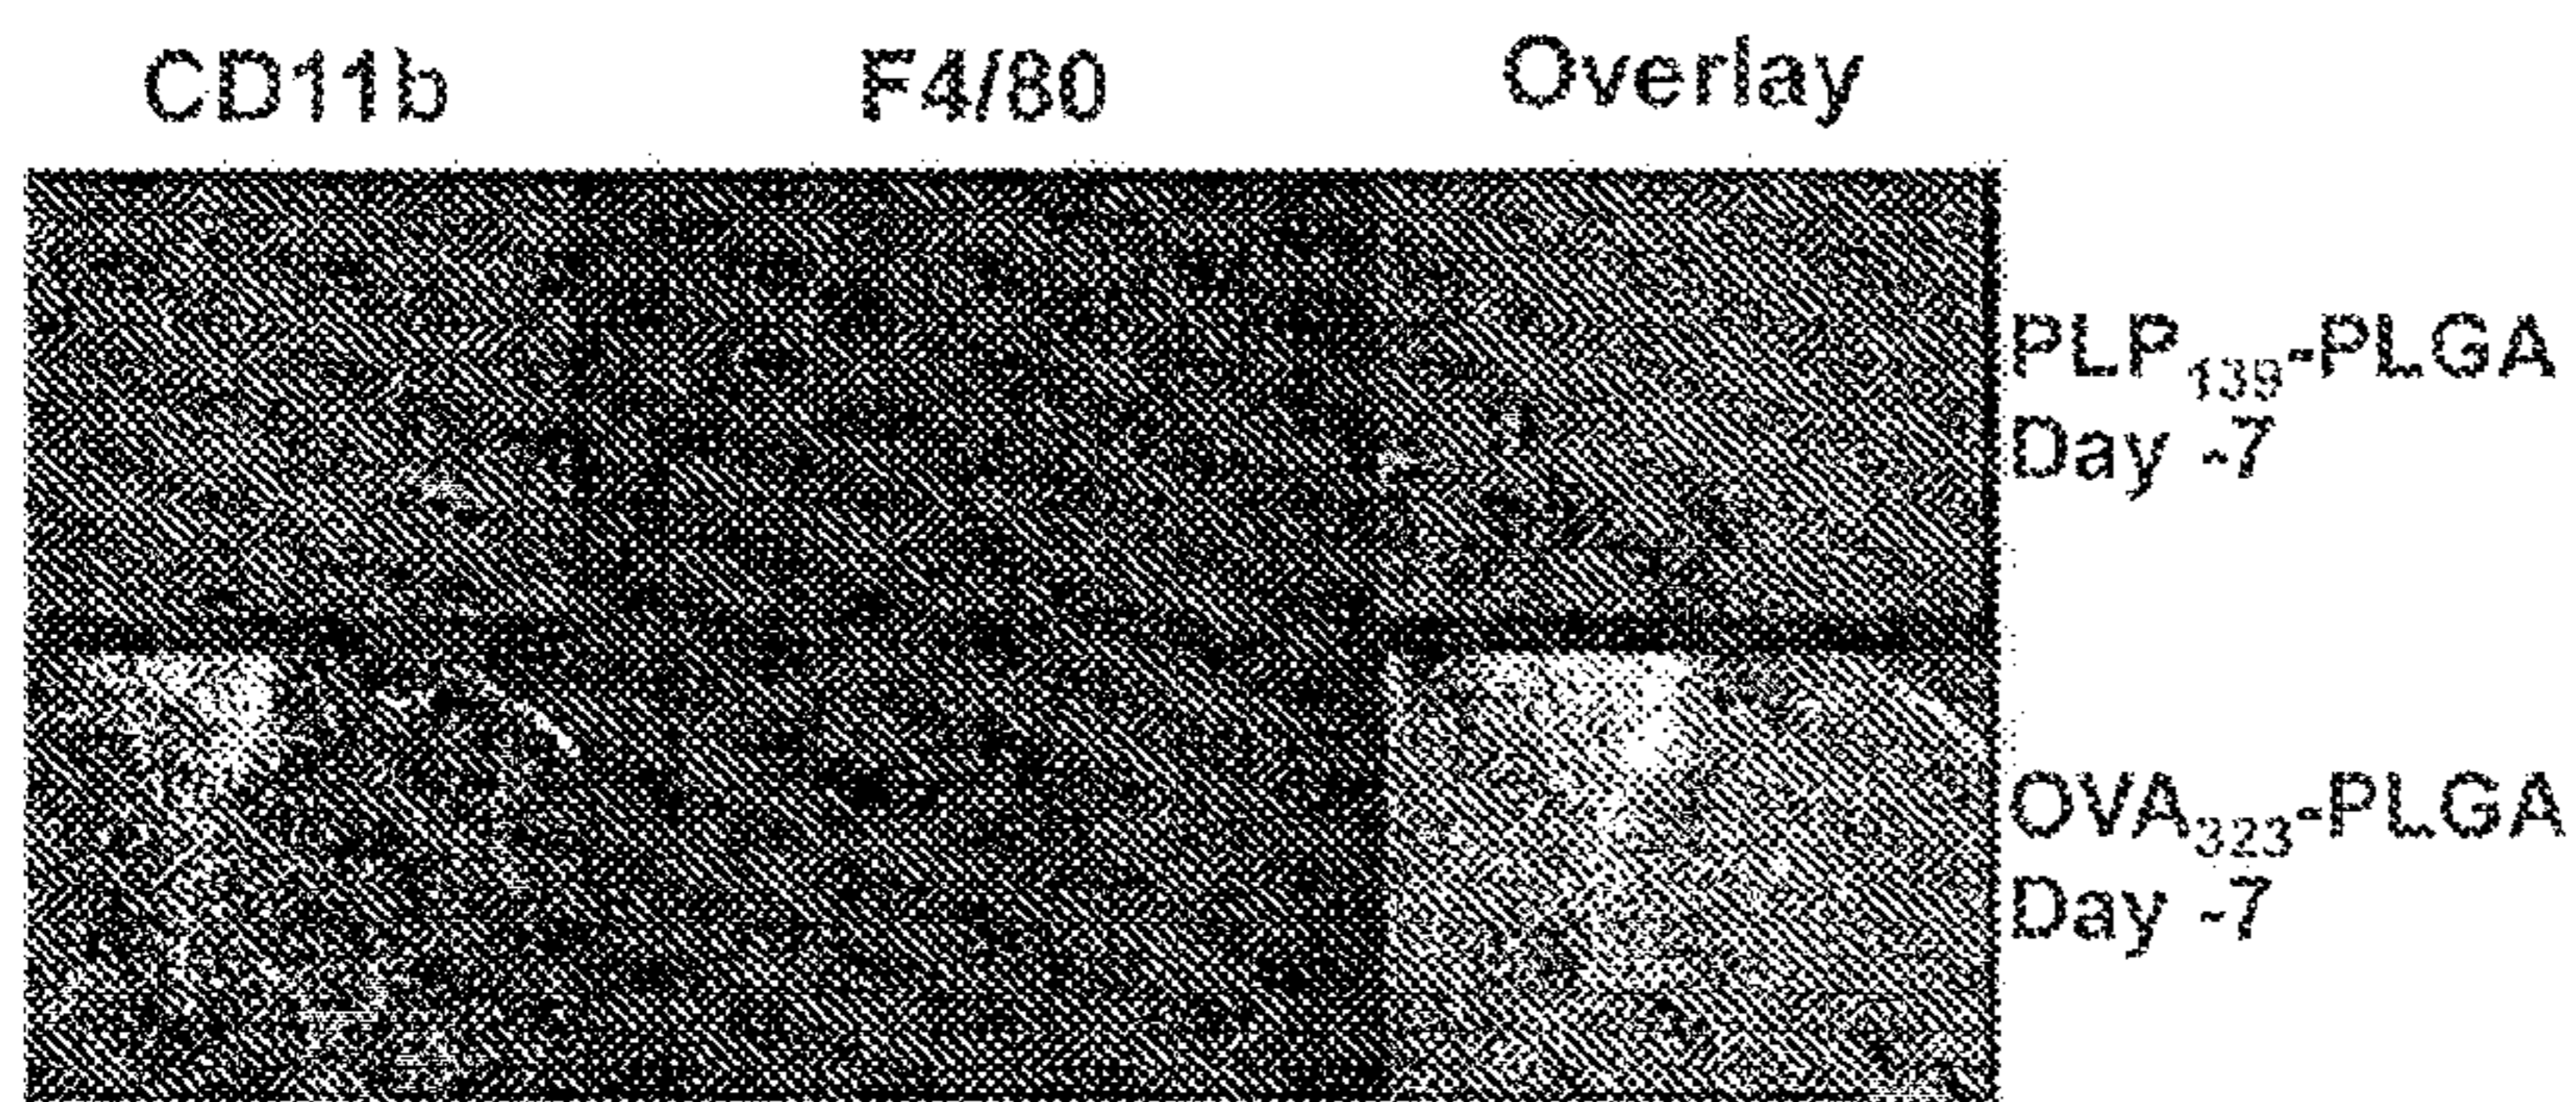 CD11b F4/80 Overlay
PLP₁₃₉-PLGA
Day -7
OVA₃₂₃-PLGA
Day -7